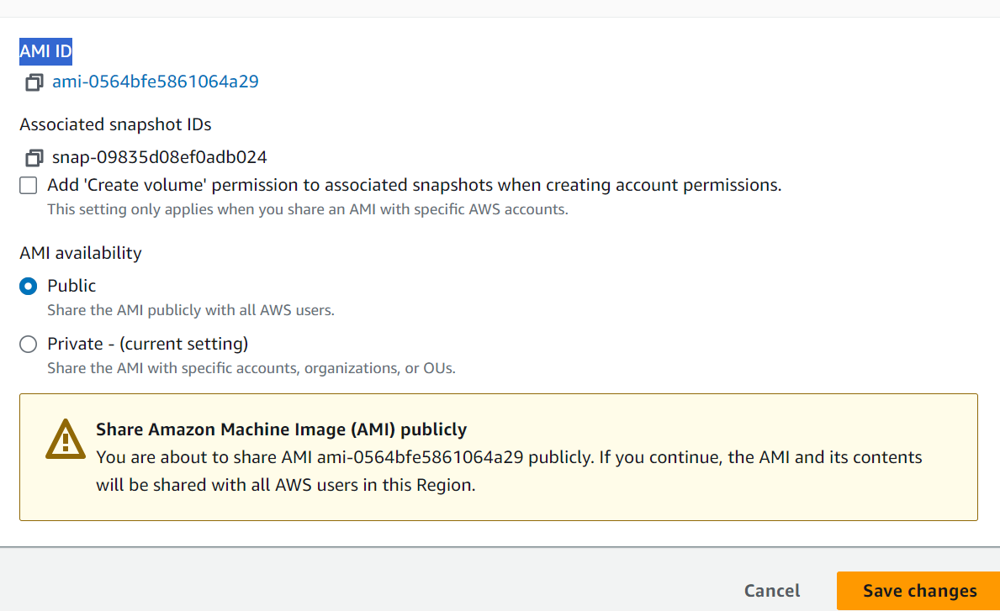 AMI ID
ami-0564bfe5861064a29
Associated snapshot IDs
snap-09835d08ef0adb024
Add 'Create volume' permission to associated snapshots when creating account permissions.
This setting only applies when you share an AMI with specific AWS accounts.
AMI availability
Public
Share the AMI publicly with all AWS users.
Private - (current setting)
Share the AMI with specific accounts, organizations, or OUs.
Share Amazon Machine Image (AMI) publicly
You are about to share AMI ami-0564bfe5861064a29 publicly. If you continue, the AMI and its contents
will be shared with all AWS users in this Region.
Cancel
Save changes